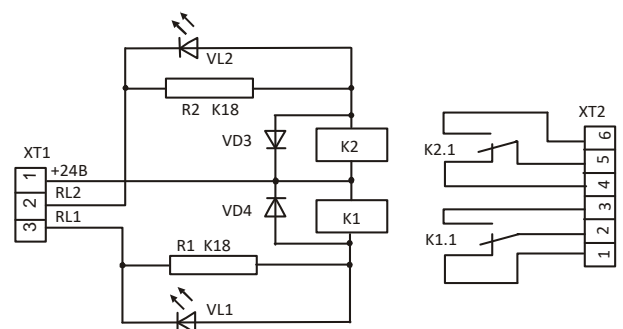 VL2
R2 K18
XT2
VD3
K2
K2.1
6
5
4
3
2
1
XT1
+24В
1
RL2
2
RL1
3
VD4
K1
K1.1
R1 K18
VL1